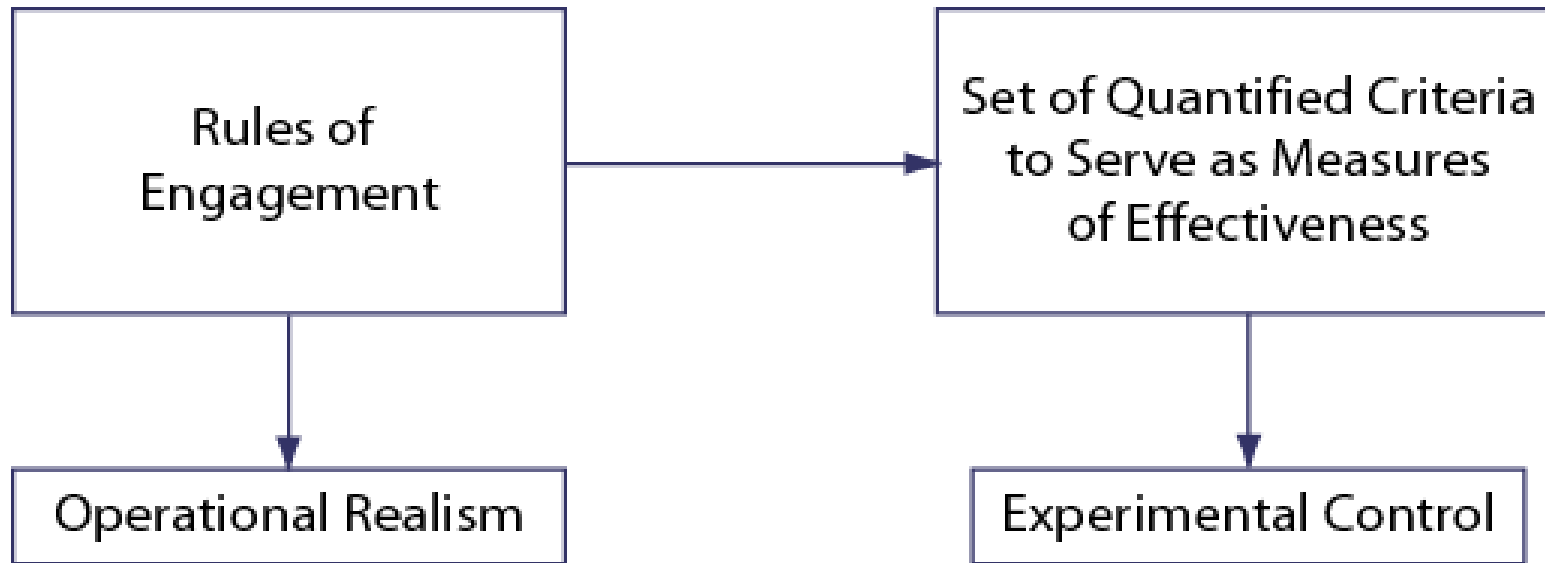 Rules of
Engagement
Set of Quantified Criteria
to Serve as Measures
of Effectiveness
Operational Realism
Experimental Control